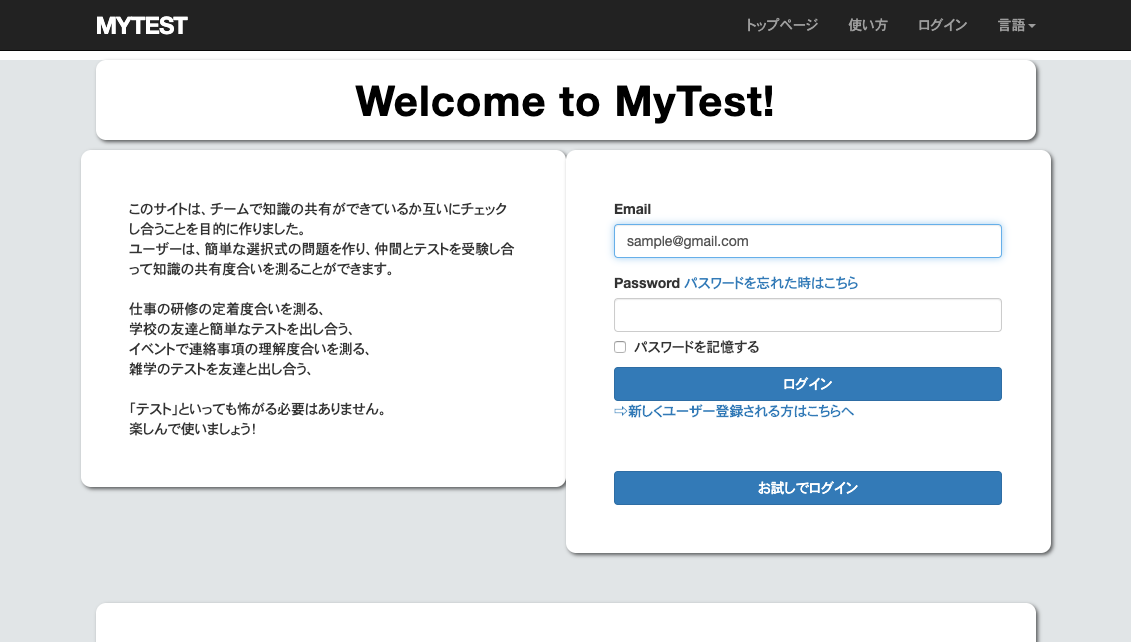 MYTEST
トップページ 使い方 ログイン 言語
Welcome to MyTest!
このサイトは、チームで知識の共有ができているか互いにチェック
し合うことを目的に作りました。
ユーザーは、簡単な選択式の問題を作り、仲間とテストを受験し合
って知識の共有度合いを測ることができます。
仕事の研修の定着度合いを測る、
学校の友達と簡単なテストを出し合う、
イベントで連絡事項の理解度合いを測る、
雑学のテストを友達と出し合う、
「テスト」といっても怖がる必要はありません。
楽しんで使いましょう!
Email
sample@gmail.com
Password パスワードを忘れた時はこちら
パスワードを記憶する
ログイン
⇨新しくユーザー登録される方はこちらへ
お試しでログイン